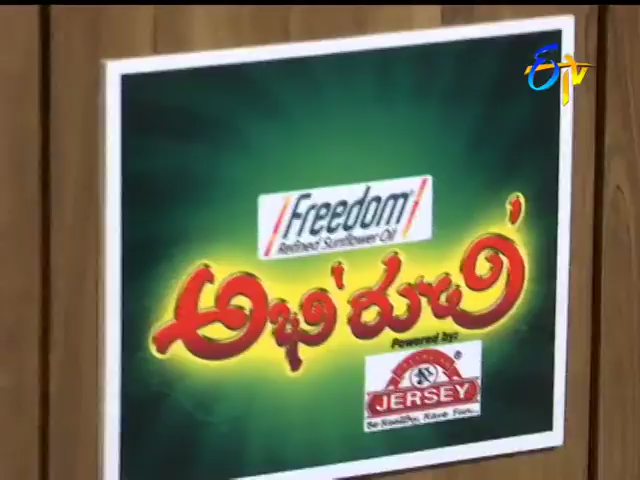 eTV
Freedom
Refined Sunflower Oil
అభిరుచి
Powered by:
JERSEY
Be Healthy, Have Fun...